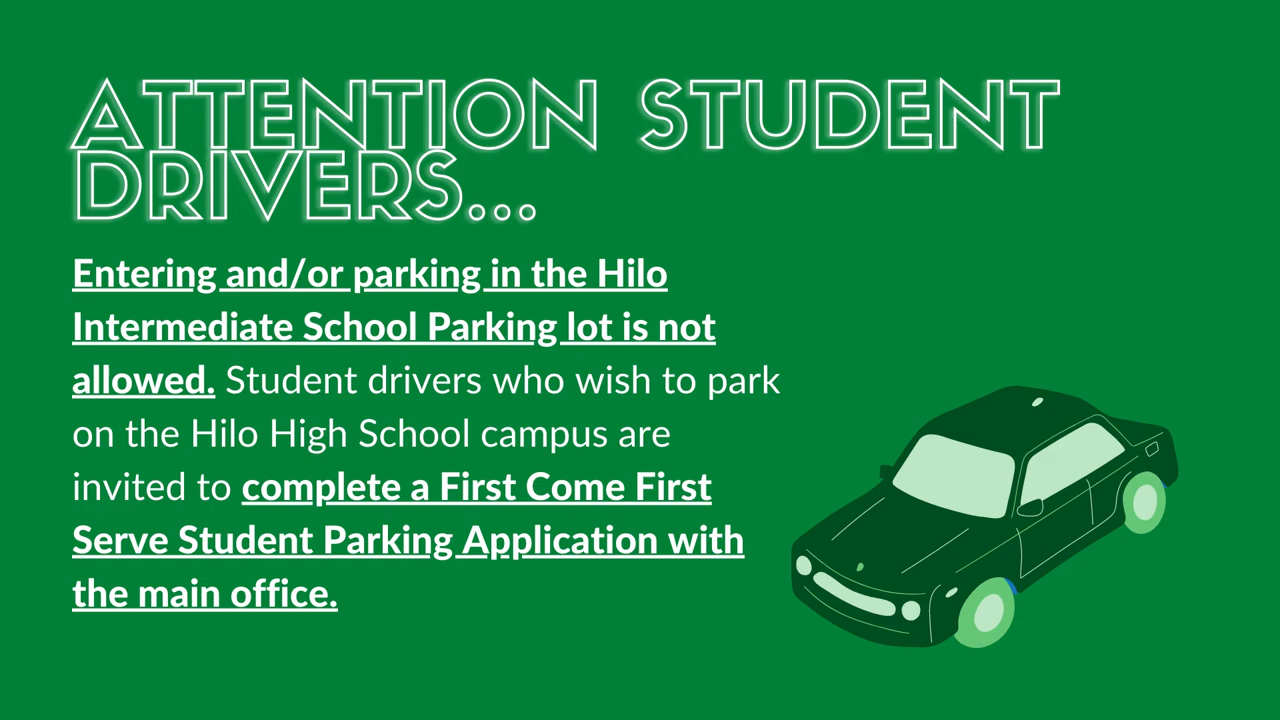 ATTENTION STUDENT
DRIVERS...
Entering and/or parking in the Hilo
Intermediate School Parking lot is not
allowed. Student drivers who wish to park
on the Hilo High School campus are
invited to complete a First Come First
Serve Student Parking Application with
the main office.